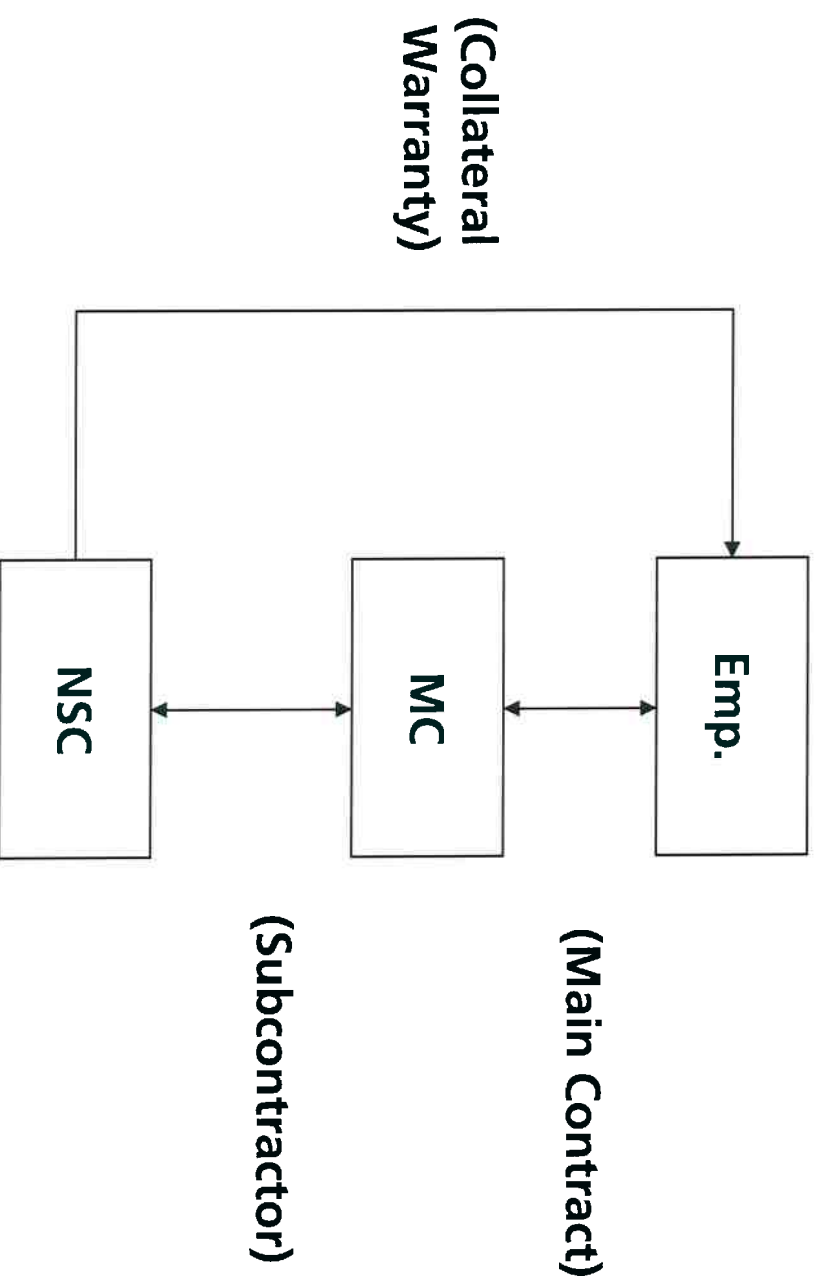 Emp.
(Main Contract)
(Collateral
Warranty)
MC
(Subcontractor)
NSC